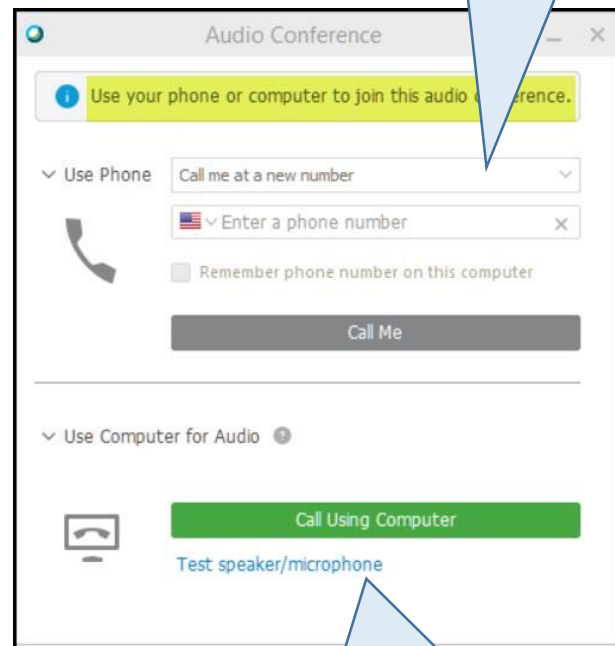 Audio Conference
Use your phone or computer to join this audio erence.
Use Phone
Call me at a new number
Enter a phone number
Remember phone number on this computer
Call Me
Use Computer for Audio
Call Using Computer
Test speaker/microphone